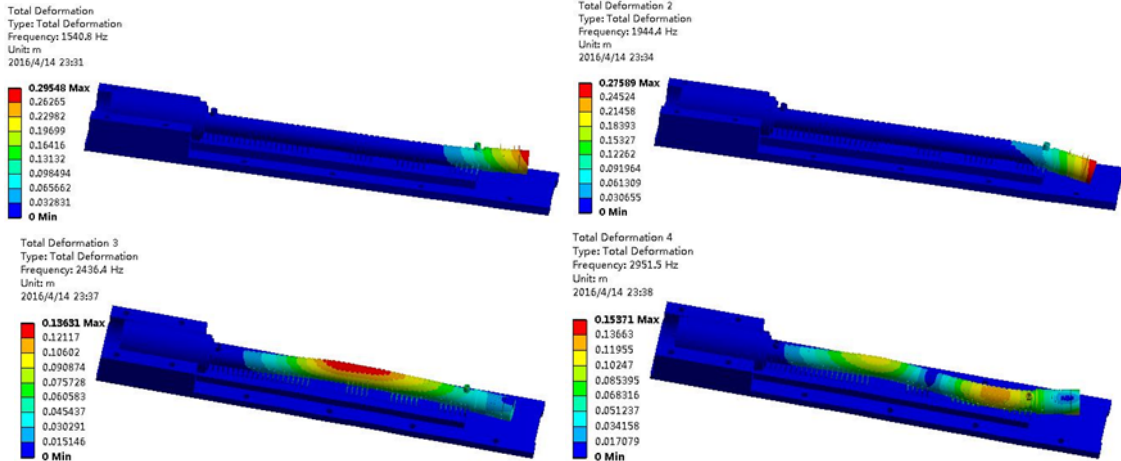 Total Deformation
Type: Total Deformation
Frequency: 1540.8 Hz
Unit: m
2016/4/14 23:31
0.29548 Max
0.26265
0.22982
0.19699
0.16416
0.13132
0.098494
0.065662
0.032831
0 Min
Total Deformation 2
Type: Total Deformation
Frequency: 1944.4 Hz
Unit: m
2016/4/14 23:34
0.27589 Max
0.24524
0.21458
0.18393
0.15327
0.12262
0.091964
0.061309
0.030655
0 Min
Total Deformation 3
Type: Total Deformation
Frequency: 2436.4 Hz
Unit: m
2016/4/14 23:37
0.13631 Max
0.12117
0.10602
0.090874
0.075728
0.060583
0.045437
0.030291
0.015146
0 Min
Total Deformation 4
Type: Total Deformation
Frequency: 2951.5 Hz
Unit: m
2016/4/14 23:38
0.15371 Max
0.13663
0.11955
0.10247
0.085395
0.068316
0.051237
0.034158
0.017079
0 Min